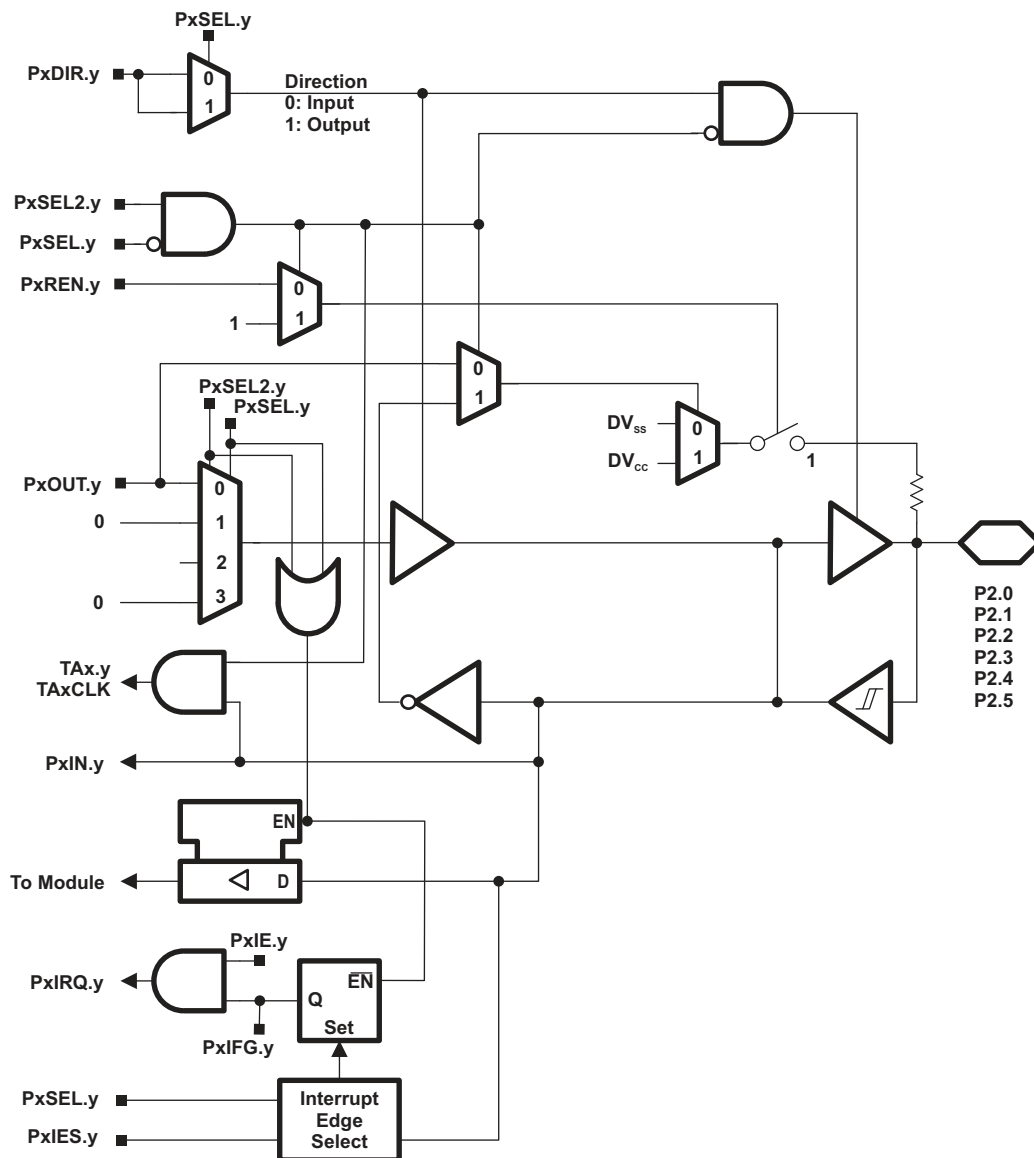 PxSEL.y
PxDIR.y
0
1
Direction
0: Input
1: Output
PxSEL2.y
PxSEL.y
PxREN.y
0
1
1
0
1
PxSEL2.y
PxSEL.y
DVSS
DVCC
0
1
1
PxOUT.y
0
0
1
2
0
3
P2.0
P2.1
P2.2
P2.3
P2.4
P2.5
TAx.y
TAxCLK
PxIN.y
EN
To Module
D
PxIE.y
PxIRQ.y
EN
Q
Set
PxIFG.y
PxSEL.y
PxIES.y
Interrupt
Edge
Select